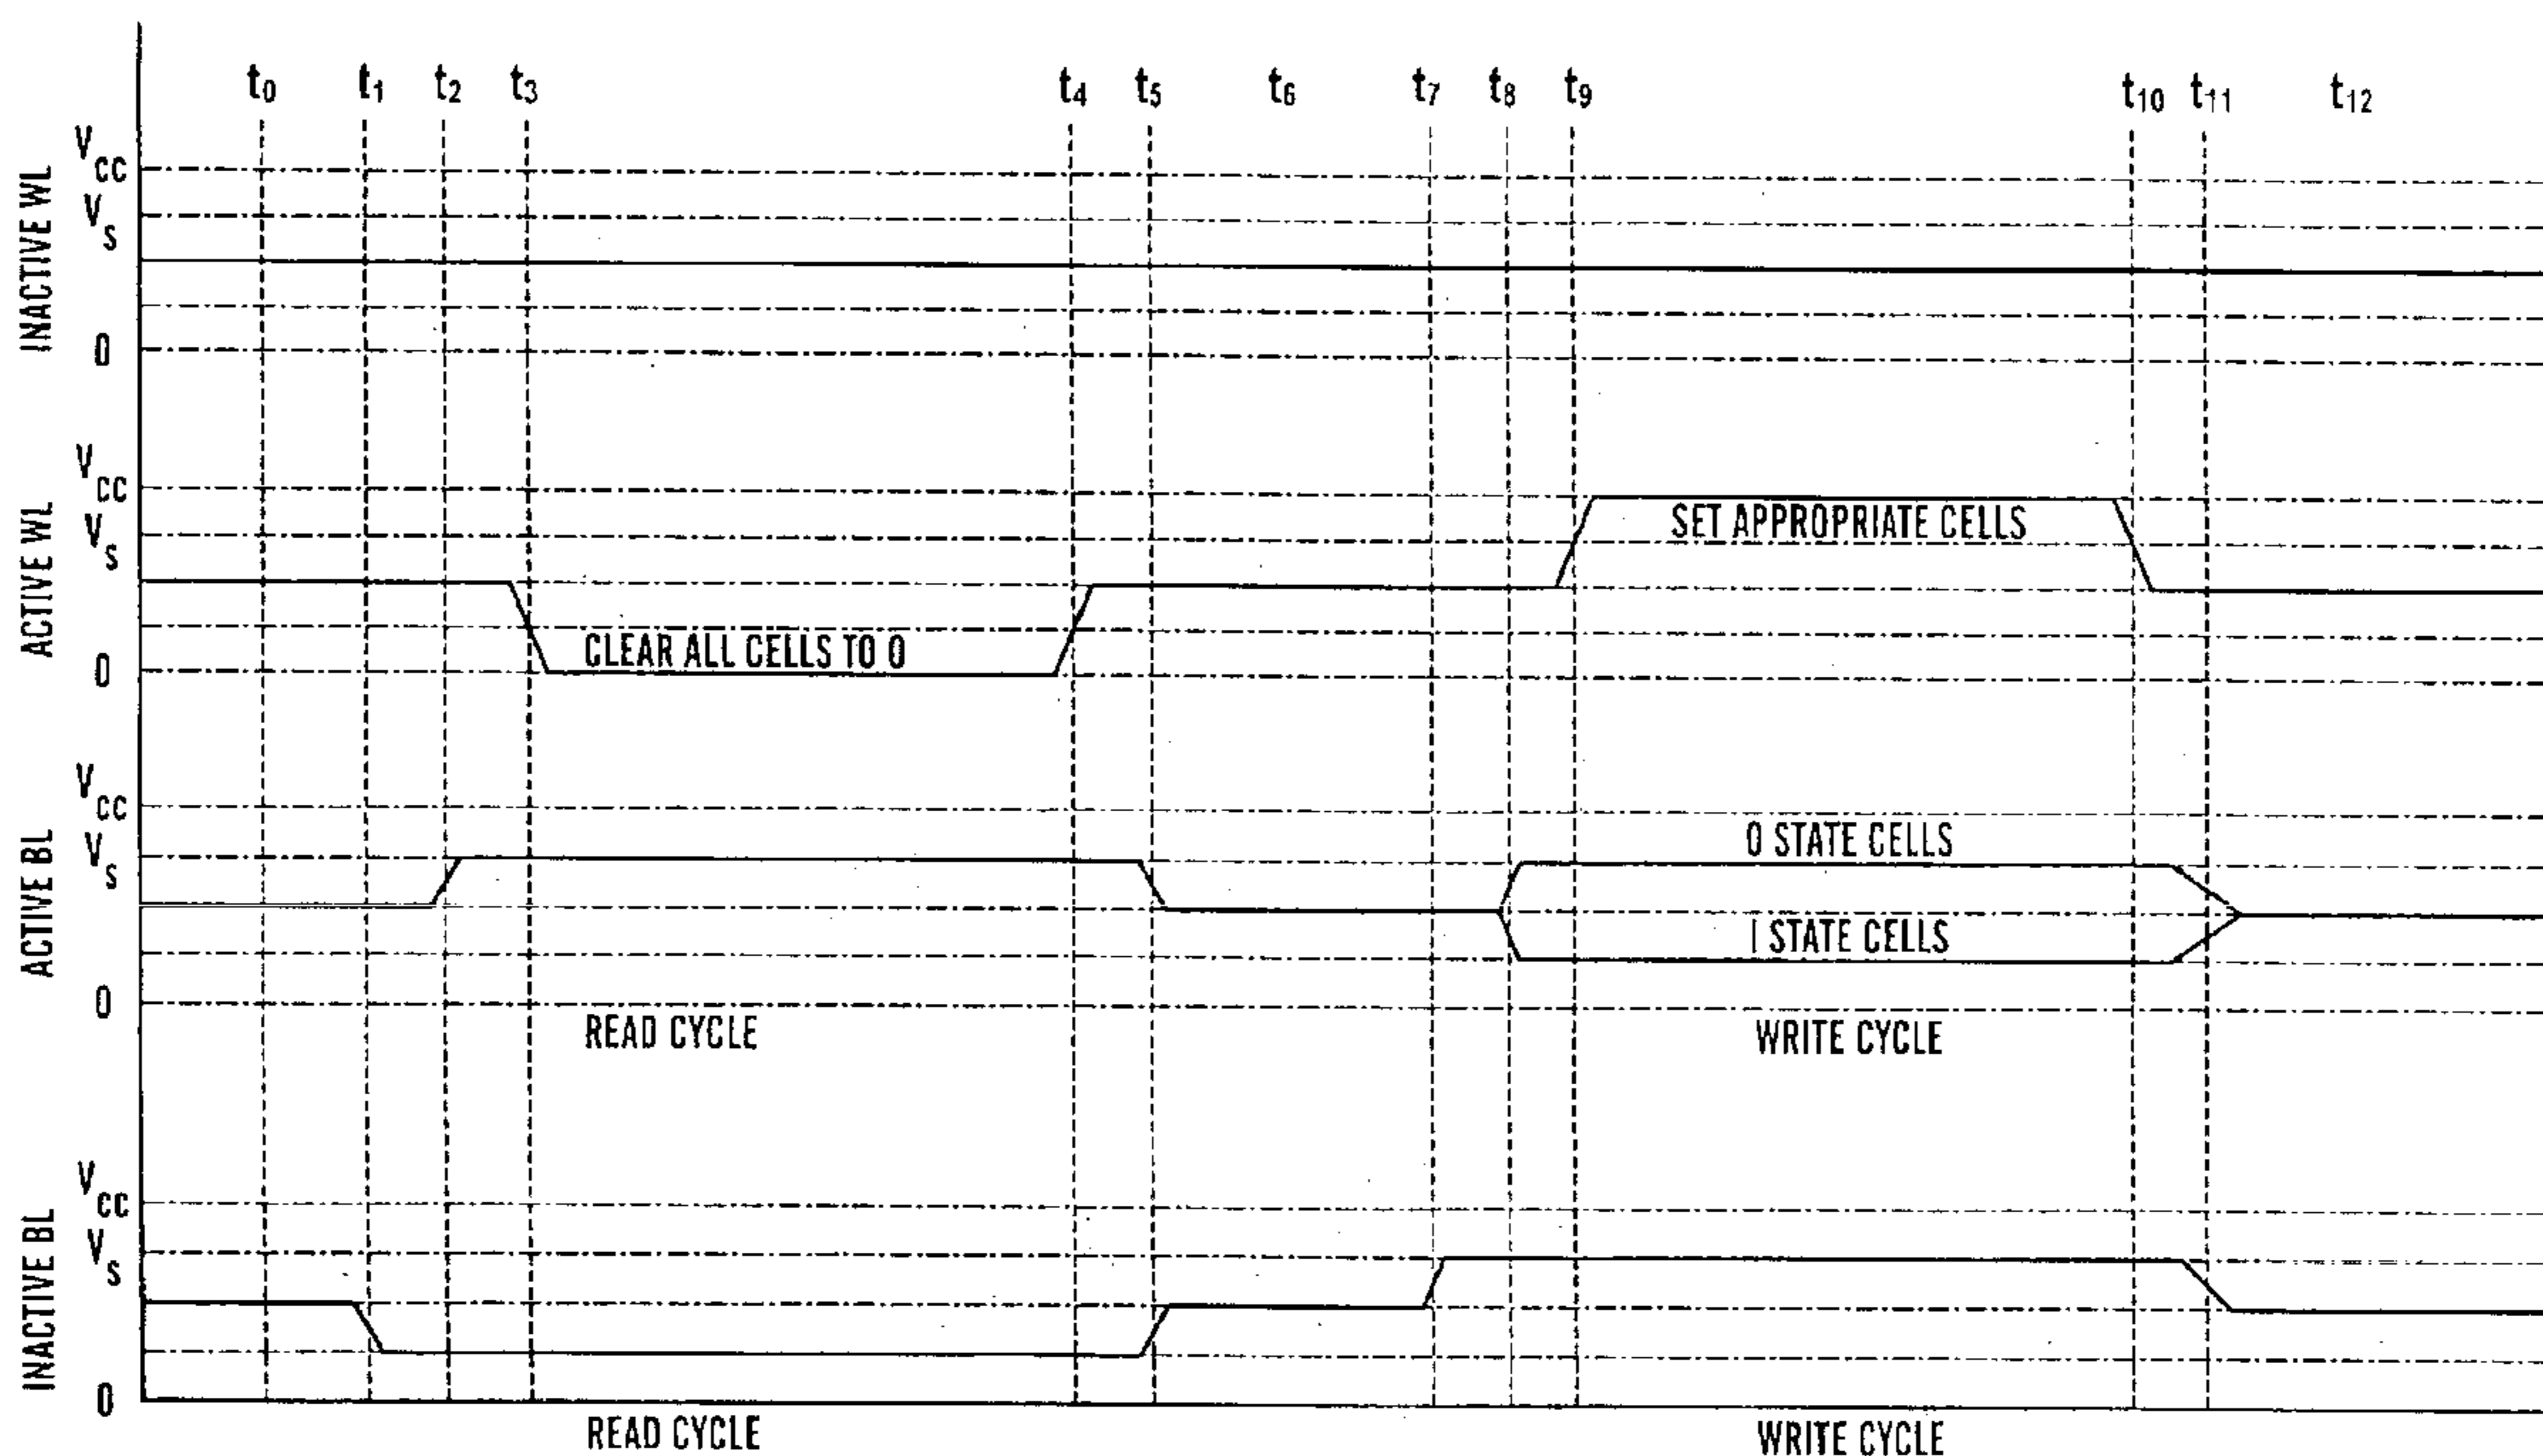 t0 t1 t2 t3 t4 t5 t6 t7 t8 t9 t10 t11 t12
INACTIVE WL
VCC
VS
0
ACTIVE WL
VCC
VS
0
CLEAR ALL CELLS TO 0
SET APPROPRIATE CELLS
ACTIVE BL
VCC
VS
0
0 STATE CELLS
1 STATE CELLS
READ CYCLE
WRITE CYCLE
INACTIVE BL
VCC
VS
0
READ CYCLE
WRITE CYCLE